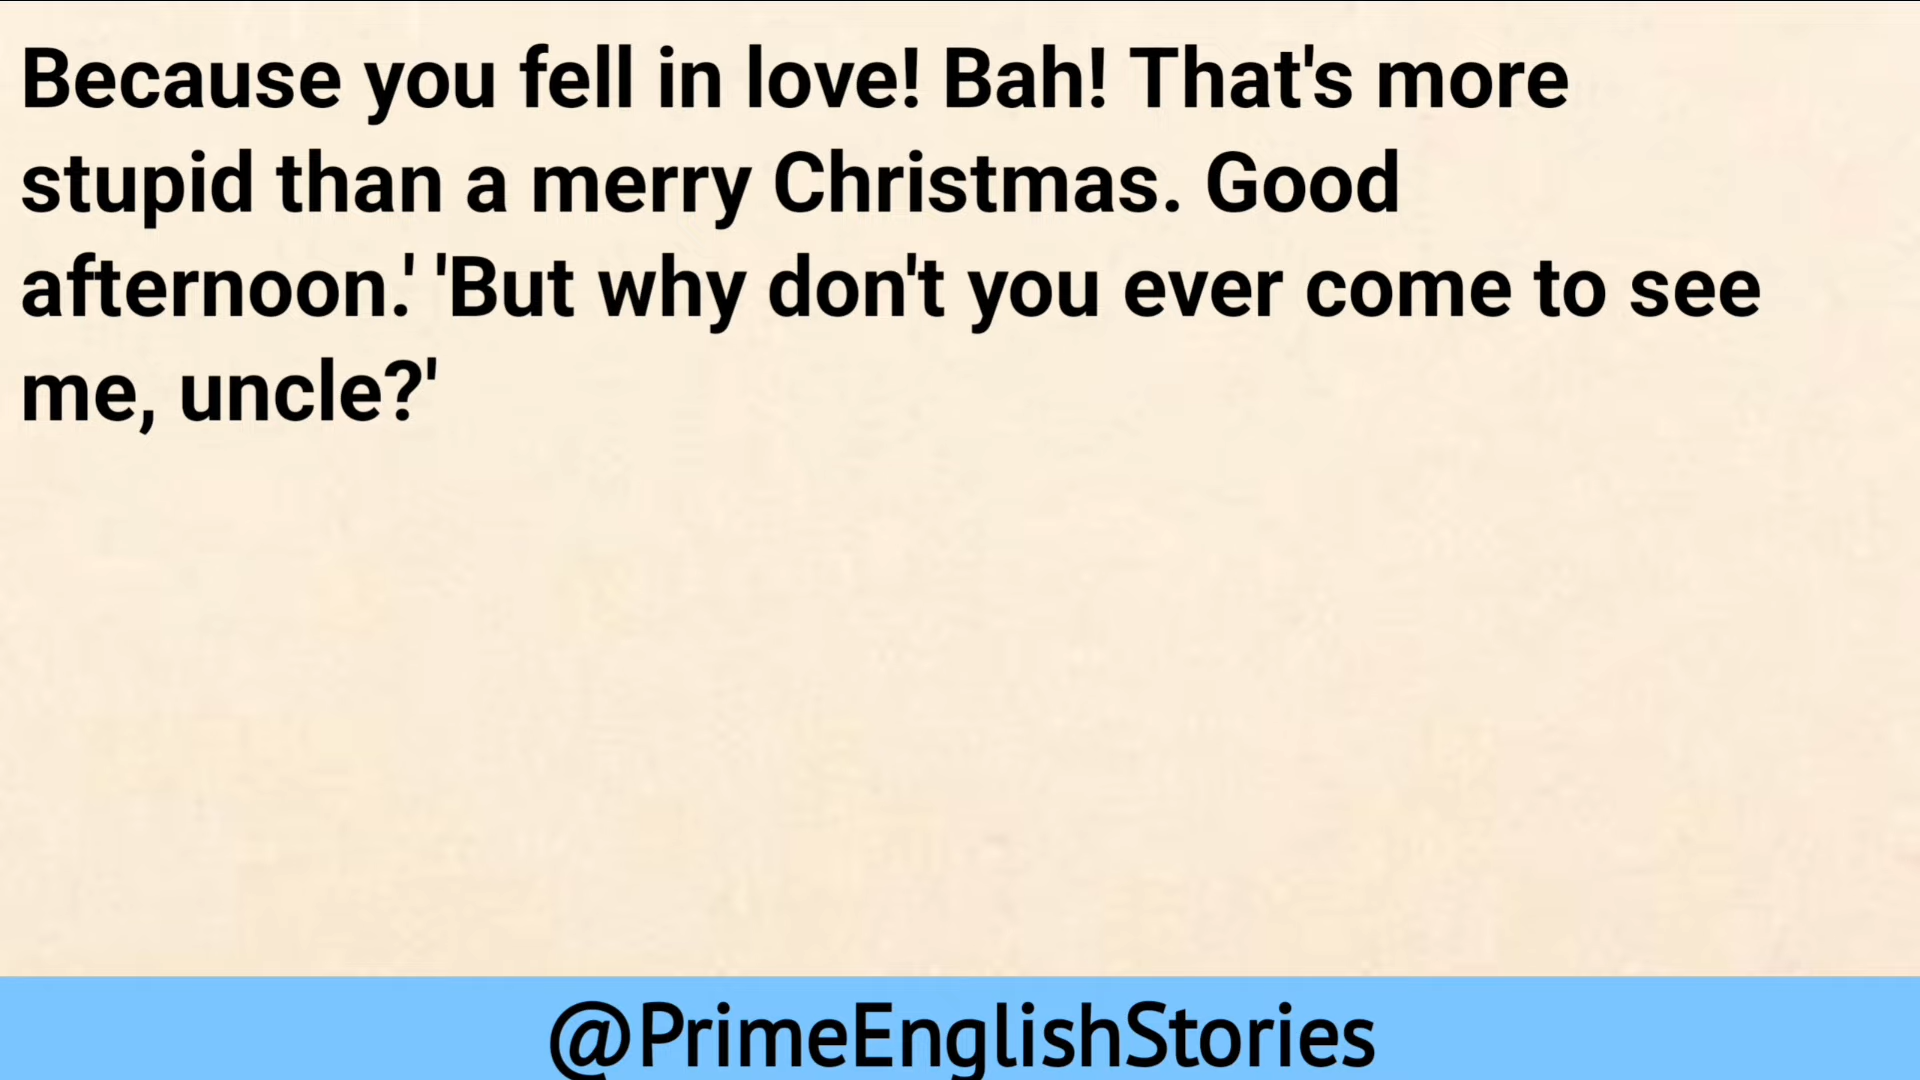 Because you fell in love! Bah! That's more
stupid than a merry Christmas. Good
afternoon.' 'But why don't you ever come to see
me, uncle?'
@PrimeEnglishStories